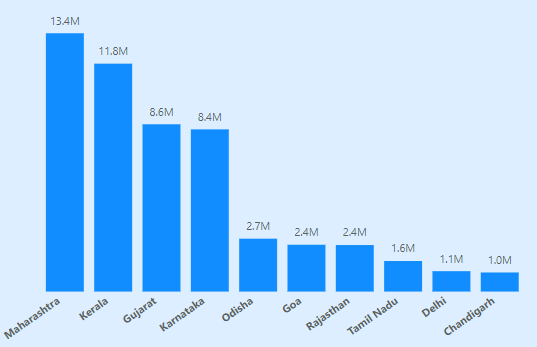 13.4M
11.8M
8.6M
8.4M
2.7M
2.4M
2.4M
1.6M
1.1M
1.0M
Maharashtra
Kerala
Gujarat
Karnataka
Odisha
Goa
Rajasthan
Tamil Nadu
Delhi
Chandigarh